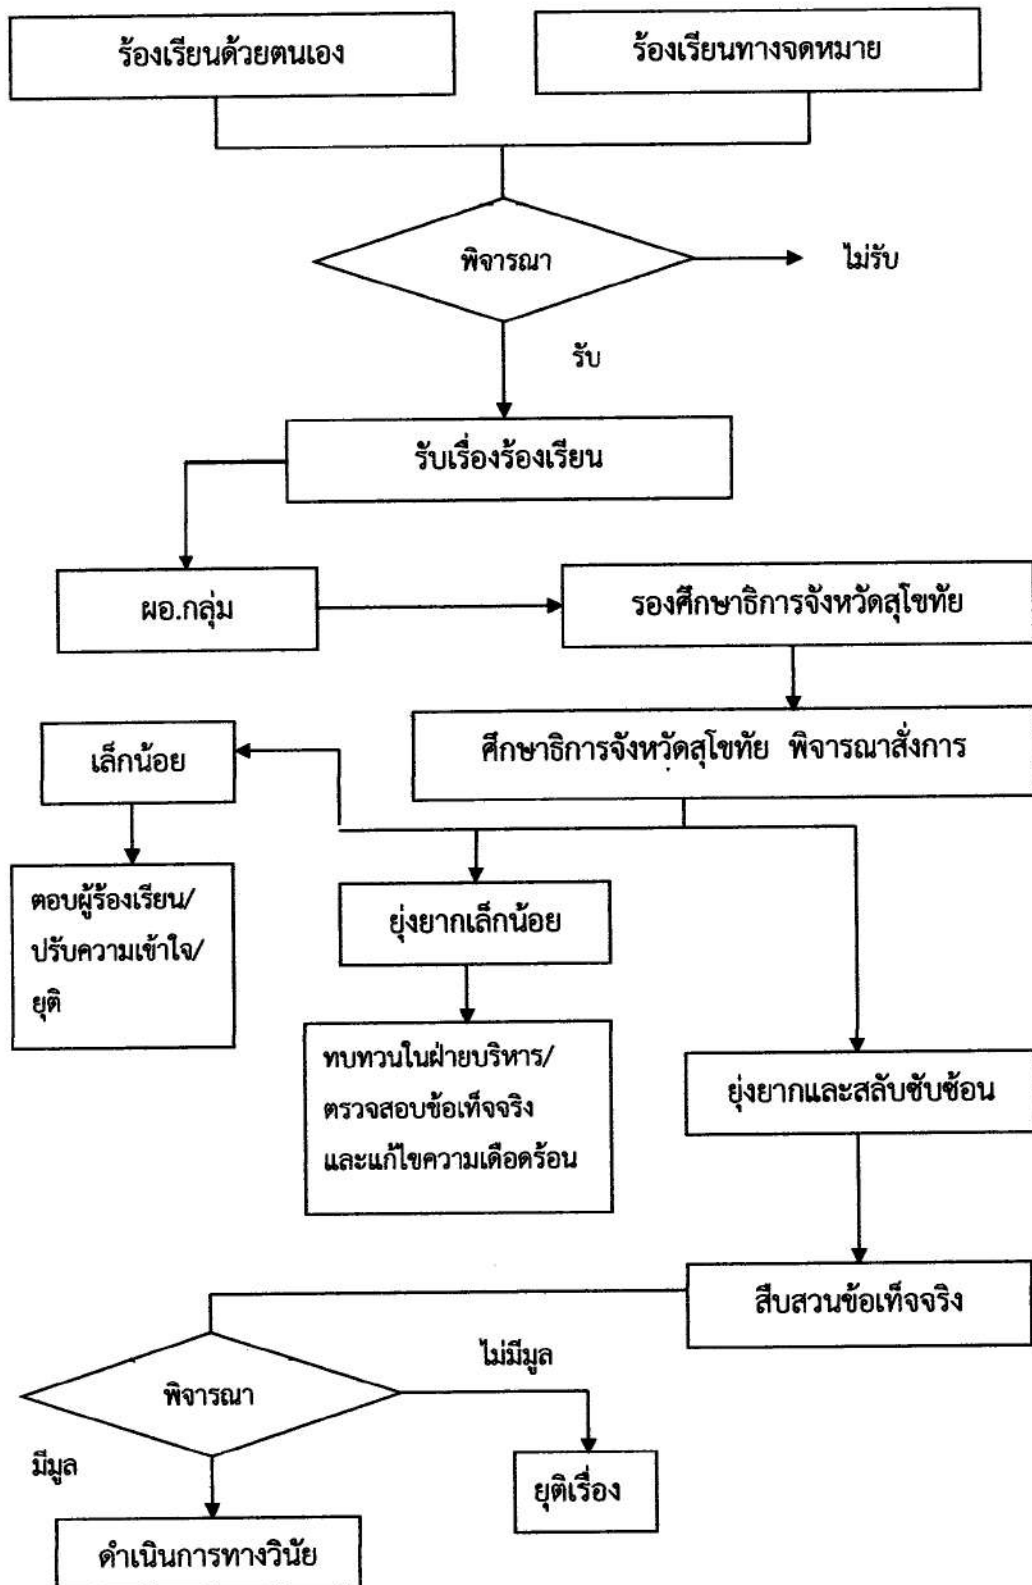 ร้องเรียนด้วยตนเอง
ร้องเรียนทางจดหมาย
พิจารณา
ไม่รับ
รับ
รับเรื่องร้องเรียน
ผอ.กลุ่ม
รองศึกษาธิการจังหวัดสุโขทัย
เล็กน้อย
ศึกษาธิการจังหวัดสุโขทัย พิจารณาสั่งการ
ตอบผู้ร้องเรียน/
ปรับความเข้าใจ/
ยุติ
ยุ่งยากเล็กน้อย
ทบทวนในฝ่ายบริหาร/
ตรวจสอบข้อเท็จจริง
และแก้ไขความเดือดร้อน
ยุ่งยากและสลับซับซ้อน
สืบสวนข้อเท็จจริง
พิจารณา
ไม่มีมูล
มีมูล
ยุติเรื่อง
ดำเนินการทางวินัย